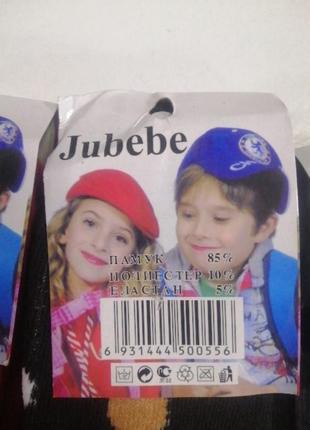 Jubebe
ПАМУК 85%
ПОЛИЕСТЕР 10%
ЕЛАСТАН 5%
6 931444 500556